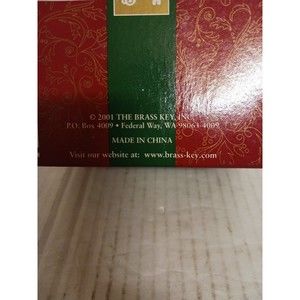 © 2001 THE BRASS KEY, INC.
P.O. Box 4009 • Federal Way, WA 98063-4009
MADE IN CHINA
Visit our website at: www.brass-key.com